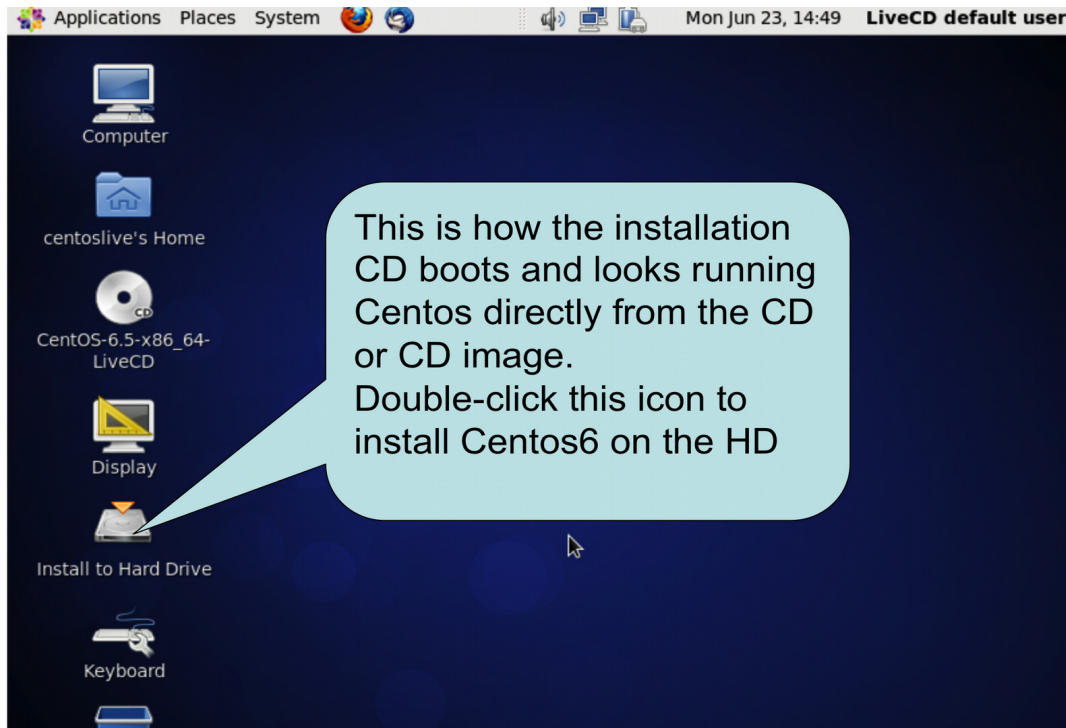 Applications Places System Mon Jun 23, 14:49 LiveCD default user
Computer
centoslive's Home
CD
CentOS-6.5-x86_64-
LiveCD
Display
Install to Hard Drive
Keyboard
This is how the installation
CD boots and looks running
Centos directly from the CD
or CD image.
Double-click this icon to
install Centos6 on the HD